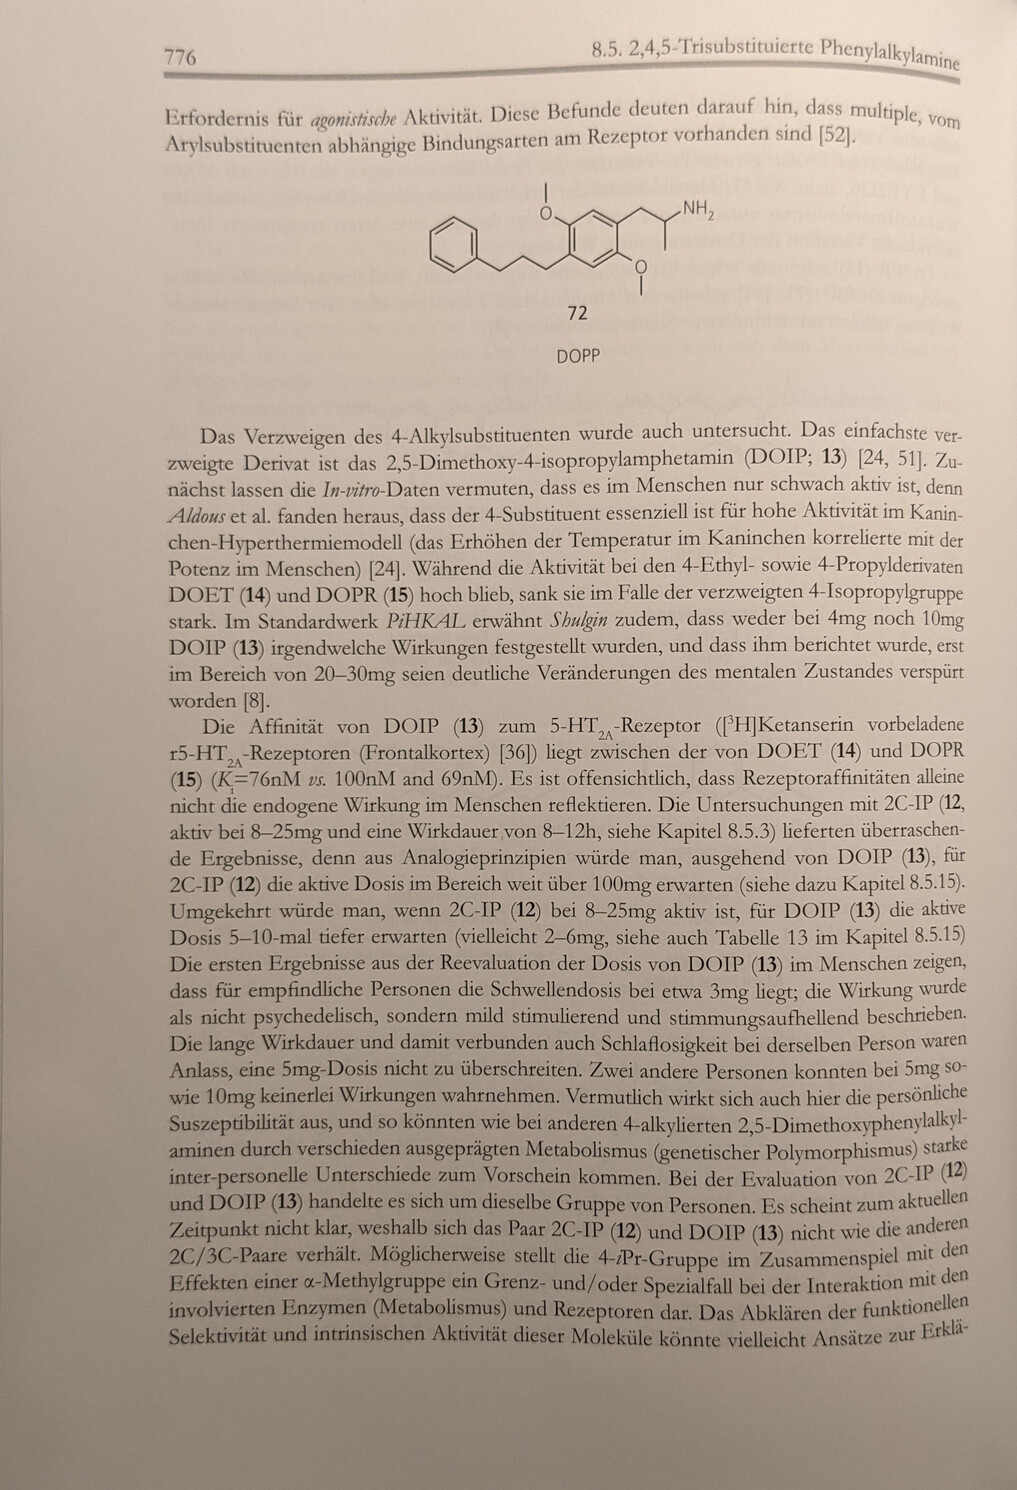 776
8.5. 2,4,5-Trisubstituierte Phenylalkylamine
Erfordernis für agonistische Aktivität. Diese Befunde deuten darauf hin, dass multiple, vom
Arylsubstituenten abhängige Bindungsarten am Rezeptor vorhanden sind [52].
O
NH2
O
72
DOPP
Das Verzweigen des 4-Alkylsubstituenten wurde auch untersucht. Das einfachste ver-
zweigte Derivat ist das 2,5-Dimethoxy-4-isopropylamphetamin (DOIP; 13) [24, 51]. Zu-
nächst lassen die In-vitro-Daten vermuten, dass es im Menschen nur schwach aktiv ist, denn
Aldous et al. fanden heraus, dass der 4-Substituent essenziell ist für hohe Aktivität im Kanin-
chen-Hyperthermiemodell (das Erhöhen der Temperatur im Kaninchen korrelierte mit der
Potenz im Menschen) [24]. Während die Aktivität bei den 4-Ethyl- sowie 4-Propylderivaten
DOET (14) und DOPR (15) hoch blieb, sank sie im Falle der verzweigten 4-Isopropylgruppe
stark. Im Standardwerk PiHKAL erwähnt Shulgin zudem, dass weder bei 4mg noch 10mg
DOIP (13) irgendwelche Wirkungen festgestellt wurden, und dass ihm berichtet wurde, erst
im Bereich von 20–30mg seien deutliche Veränderungen des mentalen Zustandes verspürt
worden [8].
Die Affinität von DOIP (13) zum 5-HT2A-Rezeptor ([3H]Ketanserin vorbeladene
r5-HT2A-Rezeptoren (Frontalkortex) [36]) liegt zwischen der von DOET (14) und DOPR
(15) (Ki=76nM vs. 100nM and 69nM). Es ist offensichtlich, dass Rezeptoraffinitäten alleine
nicht die endogene Wirkung im Menschen reflektieren. Die Untersuchungen mit 2C-IP (12,
aktiv bei 8–25mg und eine Wirkdauer von 8–12h, siehe Kapitel 8.5.3) lieferten überraschen-
de Ergebnisse, denn aus Analogieprinzipien würde man, ausgehend von DOIP (13), für
2C-IP (12) die aktive Dosis im Bereich weit über 100mg erwarten (siehe dazu Kapitel 8.5.15).
Umgekehrt würde man, wenn 2C-IP (12) bei 8–25mg aktiv ist, für DOIP (13) die aktive
Dosis 5–10-mal tiefer erwarten (vielleicht 2–6mg, siehe auch Tabelle 13 im Kapitel 8.5.15)
Die ersten Ergebnisse aus der Reevaluation der Dosis von DOIP (13) im Menschen zeigen,
dass für empfindliche Personen die Schwellendosis bei etwa 3mg liegt; die Wirkung wurde
als nicht psychedelisch, sondern mild stimulierend und stimmungsaufhellend beschrieben.
Die lange Wirkdauer und damit verbunden auch Schlaflosigkeit bei derselben Person waren
Anlass, eine 5mg-Dosis nicht zu überschreiten. Zwei andere Personen konnten bei 5mg so-
wie 10mg keinerlei Wirkungen wahrnehmen. Vermutlich wirkt sich auch hier die persönliche
Suszeptibilität aus, und so könnten wie bei anderen 4-alkylierten 2,5-Dimethoxyphenylalkyl-
aminen durch verschieden ausgeprägten Metabolismus (genetischer Polymorphismus) starke
inter-personelle Unterschiede zum Vorschein kommen. Bei der Evaluation von 2C-IP (12)
und DOIP (13) handelte es sich um dieselbe Gruppe von Personen. Es scheint zum aktuellen
Zeitpunkt nicht klar, weshalb sich das Paar 2C-IP (12) und DOIP (13) nicht wie die anderen
2C/3C-Paare verhält. Möglicherweise stellt die 4-iPr-Gruppe im Zusammenspiel mit den
Effekten einer α-Methylgruppe ein Grenz- und/oder Spezialfall bei der Interaktion mit den
involvierten Enzymen (Metabolismus) und Rezeptoren dar. Das Abklären der funktionellen
Selektivität und intrinsischen Aktivität dieser Moleküle könnte vielleicht Ansätze zur Erklä-